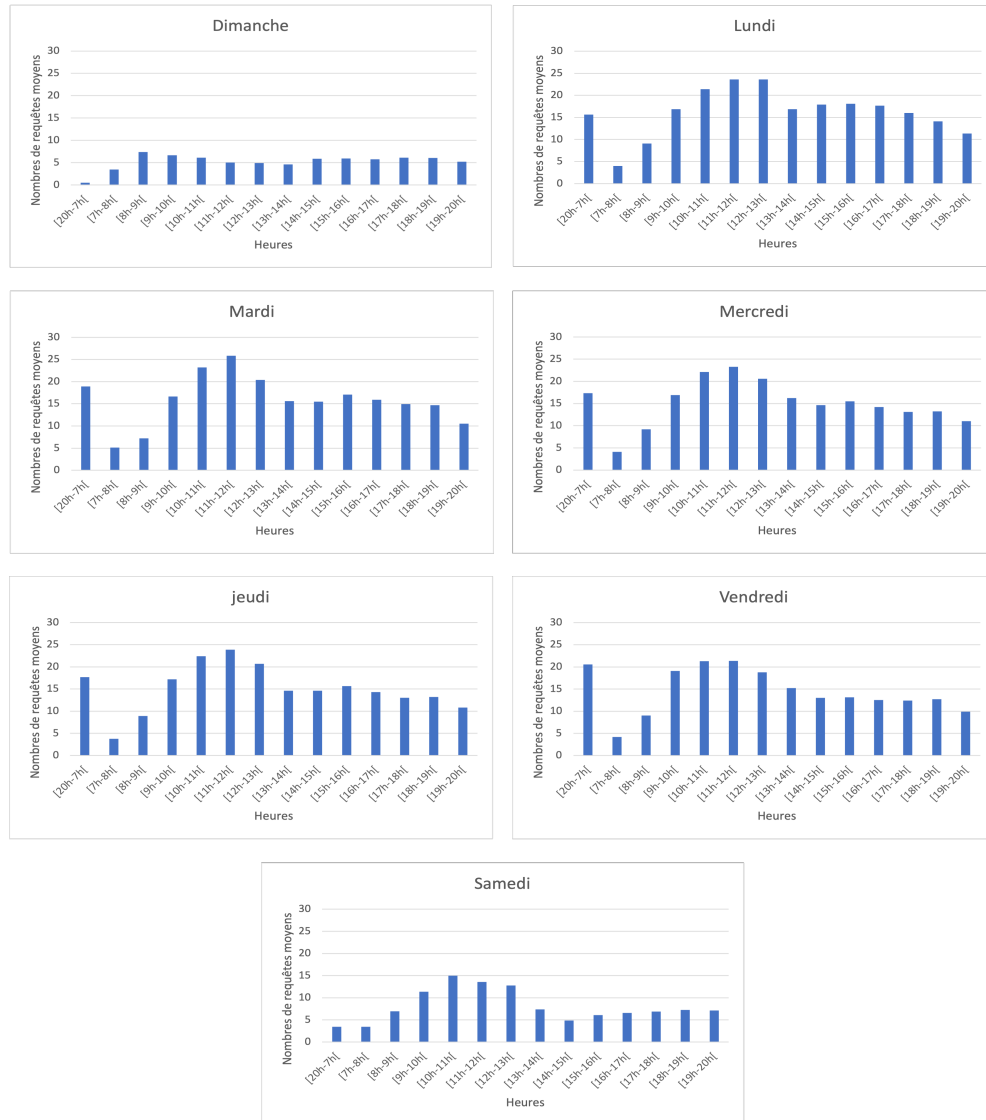 Dimanche
Nombres de requêtes moyens
30
25
20
15
10
5
0
[20h-7h[ [7h-8h[ [8h-9h[ [9h-10h[ [10h-11h[ [11h-12h[ [12h-13h[ [13h-14h[ [14h-15h[ [15h-16h[ [16h-17h[ [17h-18h[ [18h-19h[ [19h-20h[
Heures
Lundi
Nombres de requêtes moyens
30
25
20
15
10
5
0
[20h-7h[ [7h-8h[ [8h-9h[ [9h-10h[ [10h-11h[ [11h-12h[ [12h-13h[ [13h-14h[ [14h-15h[ [15h-16h[ [16h-17h[ [17h-18h[ [18h-19h[ [19h-20h[
Heures
Mardi
Nombres de requêtes moyens
30
25
20
15
10
5
0
[20h-7h[ [7h-8h[ [8h-9h[ [9h-10h[ [10h-11h[ [11h-12h[ [12h-13h[ [13h-14h[ [14h-15h[ [15h-16h[ [16h-17h[ [17h-18h[ [18h-19h[ [19h-20h[
Heures
Mercredi
Nombres de requêtes moyens
30
25
20
15
10
5
0
[20h-7h[ [7h-8h[ [8h-9h[ [9h-10h[ [10h-11h[ [11h-12h[ [12h-13h[ [13h-14h[ [14h-15h[ [15h-16h[ [16h-17h[ [17h-18h[ [18h-19h[ [19h-20h[
Heures
jeudi
Nombres de requêtes moyens
30
25
20
15
10
5
0
[20h-7h[ [7h-8h[ [8h-9h[ [9h-10h[ [10h-11h[ [11h-12h[ [12h-13h[ [13h-14h[ [14h-15h[ [15h-16h[ [16h-17h[ [17h-18h[ [18h-19h[ [19h-20h[
Heures
Vendredi
Nombres de requêtes moyens
30
25
20
15
10
5
0
[20h-7h[ [7h-8h[ [8h-9h[ [9h-10h[ [10h-11h[ [11h-12h[ [12h-13h[ [13h-14h[ [14h-15h[ [15h-16h[ [16h-17h[ [17h-18h[ [18h-19h[ [19h-20h[
Heures
Samedi
Nombres de requêtes moyens
30
25
20
15
10
5
0
[20h-7h[ [7h-8h[ [8h-9h[ [9h-10h[ [10h-11h[ [11h-12h[ [12h-13h[ [13h-14h[ [14h-15h[ [15h-16h[ [16h-17h[ [17h-18h[ [18h-19h[ [19h-20h[
Heures